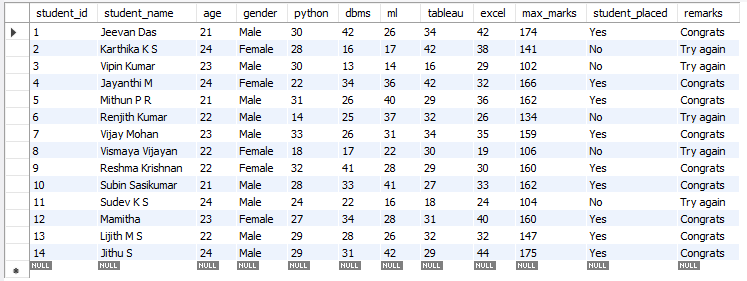 student_id student_name age gender python dbms ml tableau excel max_marks student_placed remarks
1 Jeevan Das 21 Male 30 42 26 34 42 174 Yes Congrats
2 Karthika K S 24 Female 28 16 17 42 38 141 No Try again
3 Vipin Kumar 23 Male 30 13 14 16 29 102 No Try again
4 Jayanthi M 24 Female 22 34 36 42 32 166 Yes Congrats
5 Mithun P R 21 Male 31 26 40 29 36 162 Yes Congrats
6 Renjith Kumar 22 Male 14 25 37 32 26 134 No Try again
7 Vijay Mohan 23 Male 33 26 31 34 35 159 Yes Congrats
8 Vismaya Vijayan 22 Female 18 17 22 30 19 106 No Try again
9 Reshma Krishnan 22 Female 32 41 28 29 30 160 Yes Congrats
10 Subin Sasikumar 21 Male 28 33 41 27 33 162 Yes Congrats
11 Sudev K S 24 Male 24 22 16 18 24 104 No Try again
12 Mamitha 23 Female 27 34 28 31 40 160 Yes Congrats
13 Lijith M S 22 Male 29 28 26 32 32 147 Yes Congrats
14 Jithu S 24 Male 29 31 42 29 44 175 Yes Congrats
NULL NULL NULL NULL NULL NULL NULL NULL NULL NULL NULL NULL